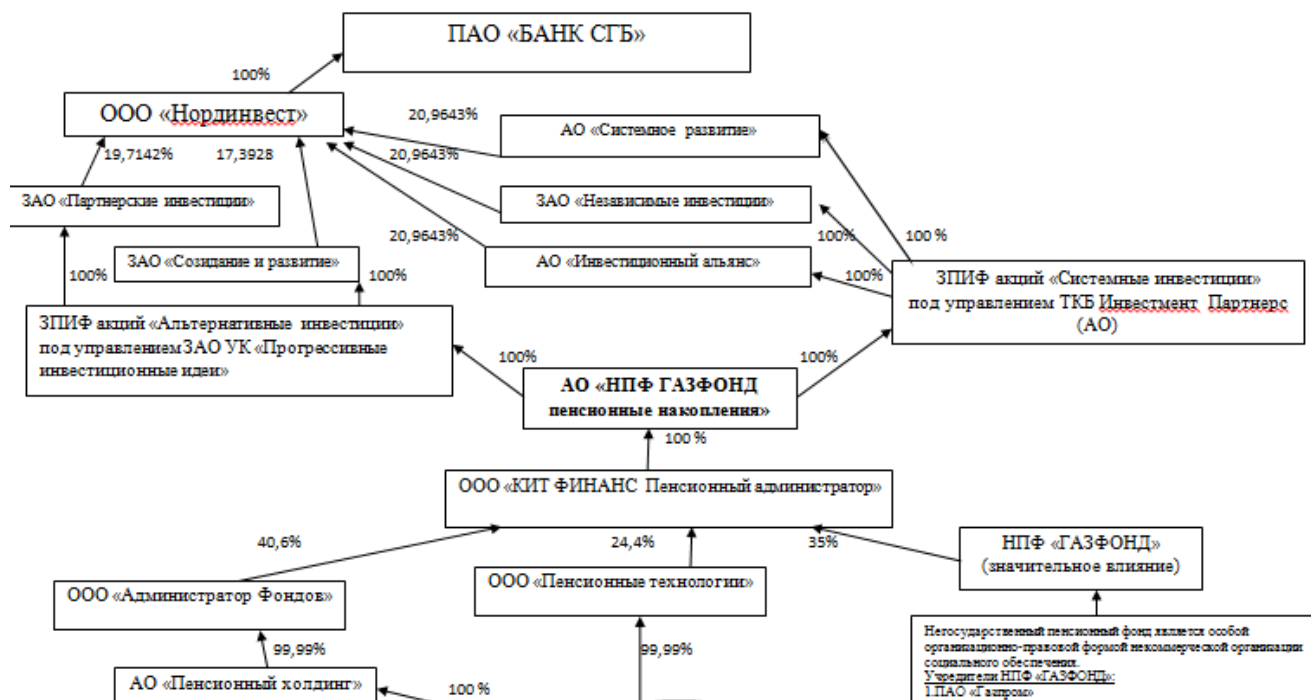 ПАО «БАНК СГБ»
100%
ООО «Нординвест»
20,9643%
АО «Системное развитие»
19,7142%
17,3928
20,9643%
ЗАО «Партнерские инвестиции»
ЗАО «Независимые инвестиции»
20,9643%
100%
100 %
ЗАО «Созидание и развитие»
АО «Инвестиционный альянс»
100%
100%
100%
ЗПИФ акций «Системные инвестиции»
под управлением ТКБ Инвестмент Партнерс
(АО)
ЗПИФ акций «Альтернативные инвестиции»
под управлением ЗАО УК «Прогрессивные
инвестиционные идеи»
100%
100%
АО «НПФ ГАЗФОНД
пенсионные накопления»
100 %
ООО «КИТ ФИНАНС Пенсионный администратор»
40,6%
24,4%
35%
НПФ «ГАЗФОНД»
(значительное влияние)
ООО «Администратор Фондов»
ООО «Пенсионные технологии»
Негосударственный пенсионный фонд является особой
организационно-правовой формой некоммерческой организации
социального обеспечения.
Учредители НПФ «ГАЗФОНД»:
1.ПАО «Газпром»
99,99%
99,99%
АО «Пенсионный холдинг»
100 %